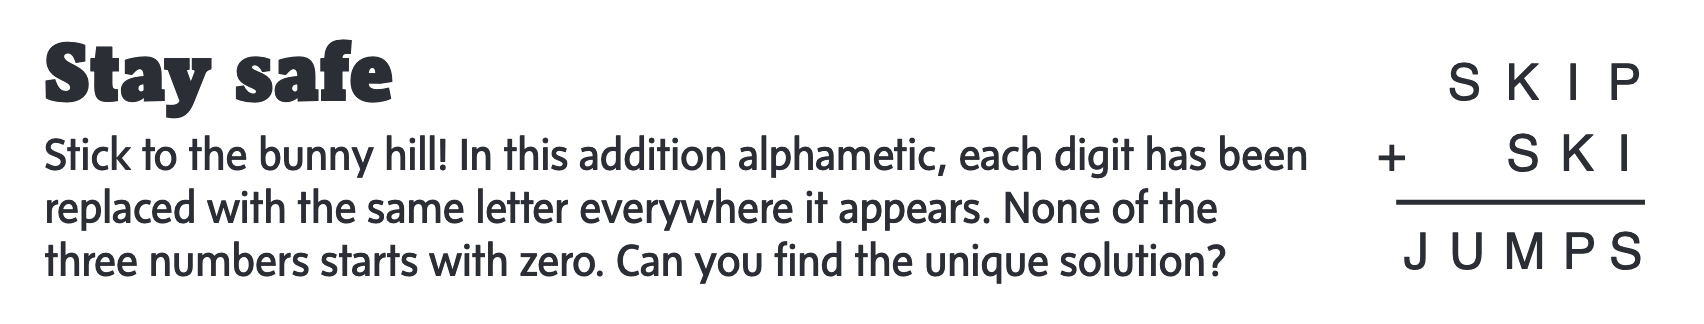 Stay safe
Stick to the bunny hill! In this addition alphametic, each digit has been
replaced with the same letter everywhere it appears. None of the
three numbers starts with zero. Can you find the unique solution?
S K I P
+ S K I
J U M P S